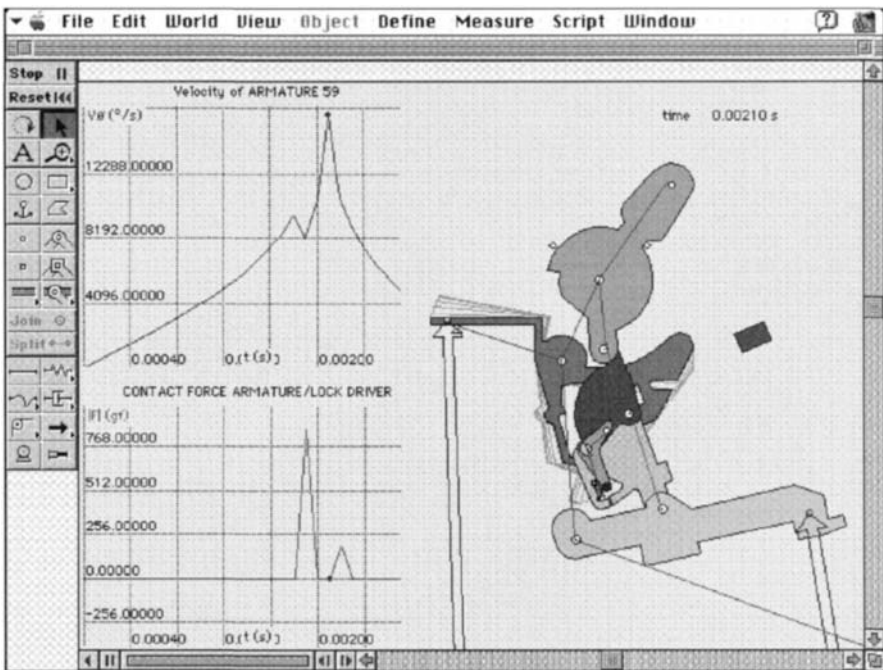 File Edit World View Object Define Measure Script Window
Stop ||
Reset
A
Join
Split
Velocity of ARMATURE 59
Vø (°/s)
12288.00000
8192.00000
4096.00000
0.00040 0.(t (s) 0.00200
CONTACT FORCE ARMATURE/LOCK DRIVER
|F| (gf)
768.00000
512.00000
256.00000
0.00000
-256.00000
0.00040 0.(t (s) 0.00200
time 0.00210 s